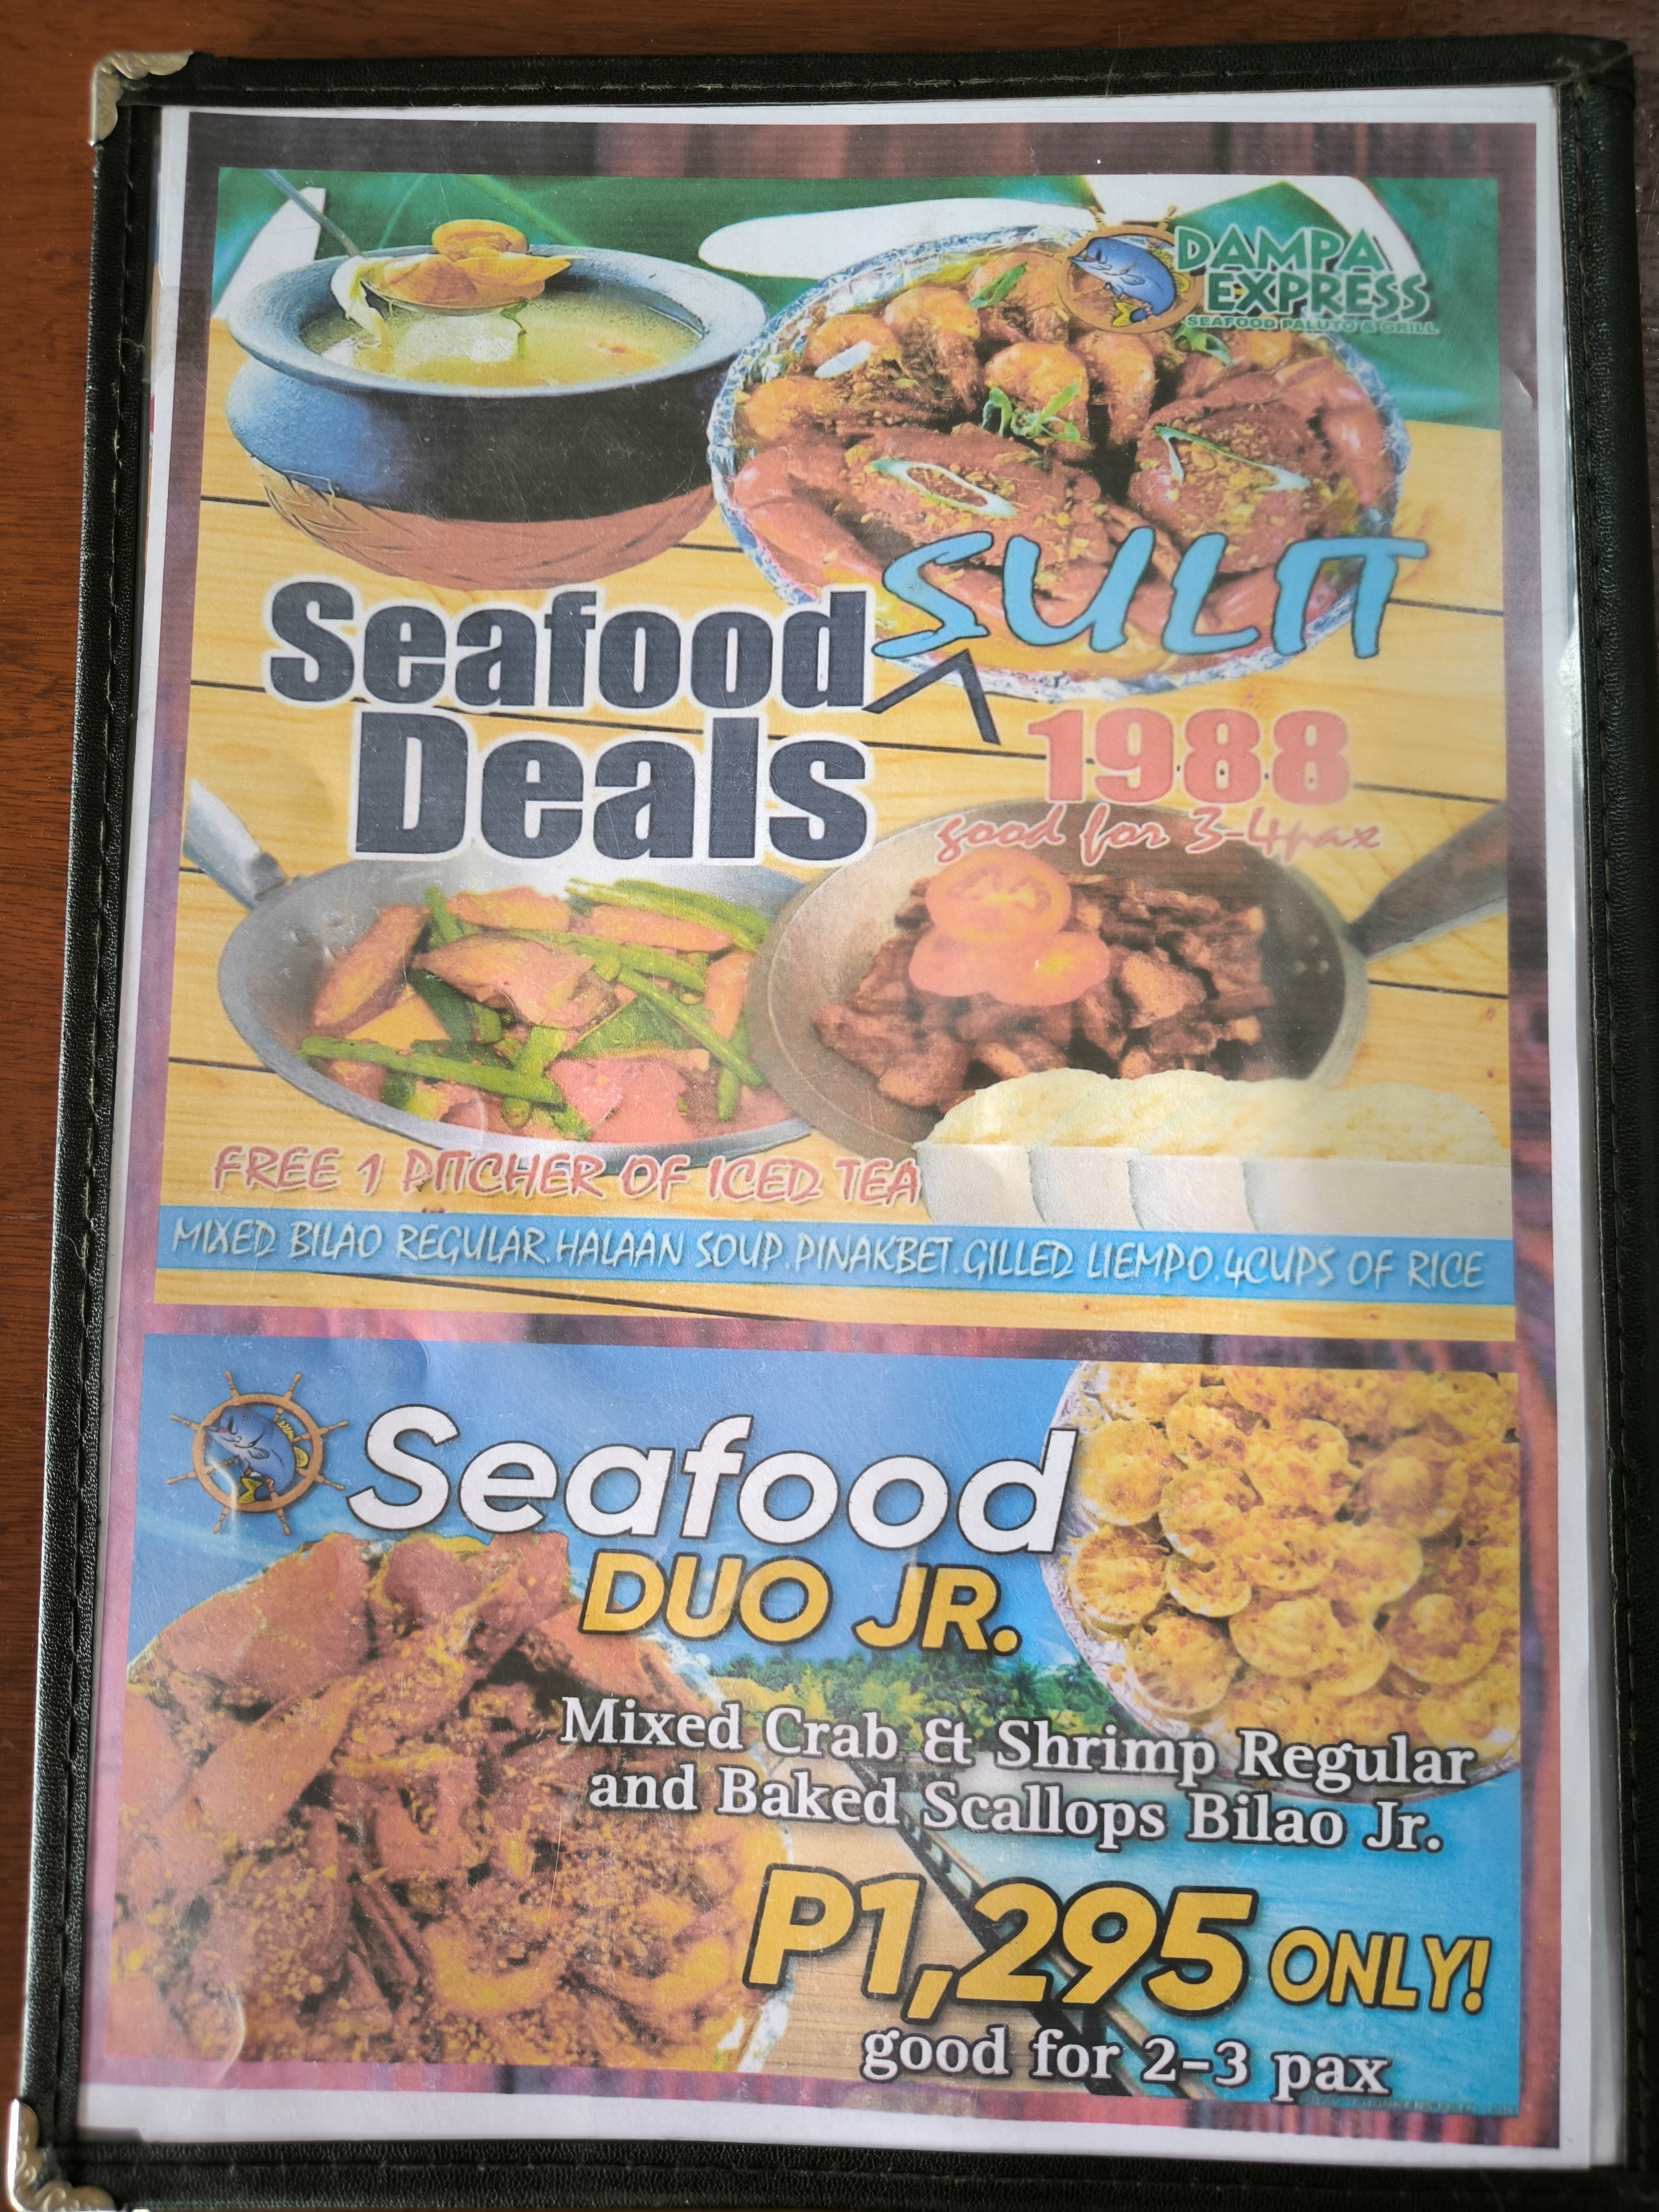 DAMPA
EXPRESS
SEAFOOD PALUTO & GRILL
Seafood SULIT
Deals
1988
good for 3-4pax
FREE 1 PITCHER OF ICED TEA
MIXED BILAO REGULAR.HALAAN SOUP.PINAKBET.GILLED LIEMPO.4CUPS OF RICE
Seafood
DUO JR.
Mixed Crab & Shrimp Regular
and Baked Scallops Bilao Jr.
P1,295 ONLY!
good for 2-3 pax